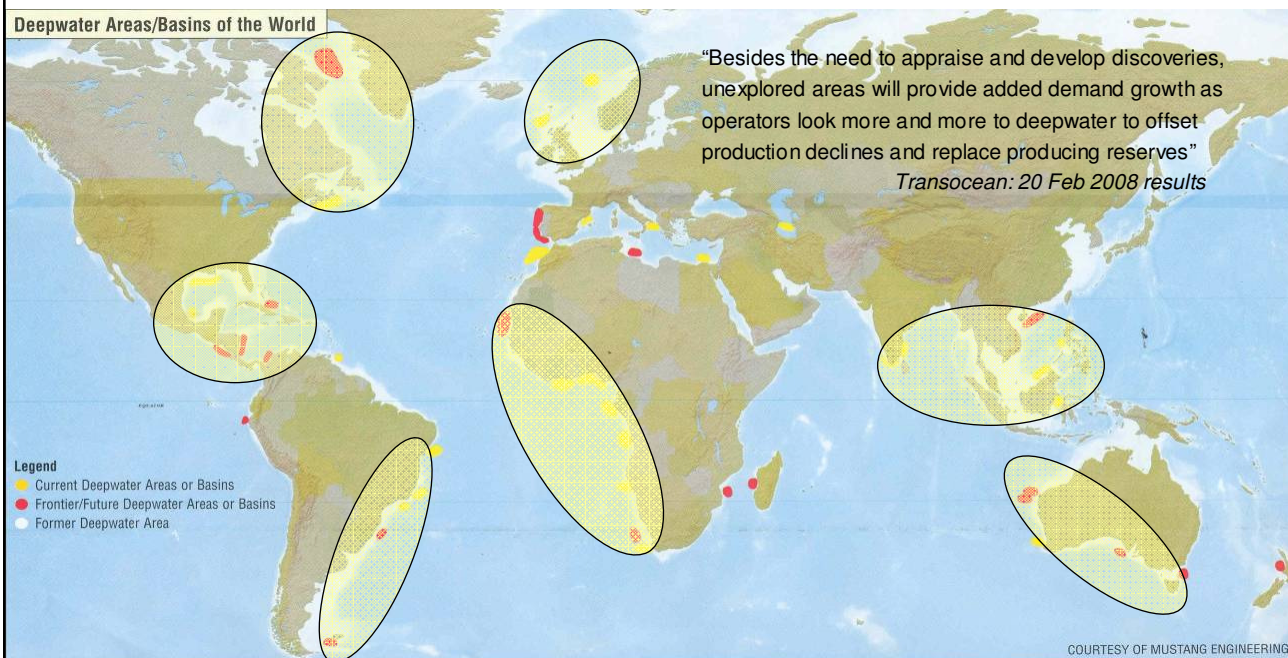 Deepwater Areas/Basins of the World
“Besides the need to appraise and develop discoveries,
unexplored areas will provide added demand growth as
operators look more and more to deepwater to offset
production declines and replace producing reserves”
Transocean: 20 Feb 2008 results
EQUATOR
Legend
Current Deepwater Areas or Basins
Frontier/Future Deepwater Areas or Basins
Former Deepwater Area
COURTESY OF MUSTANG ENGINEERING